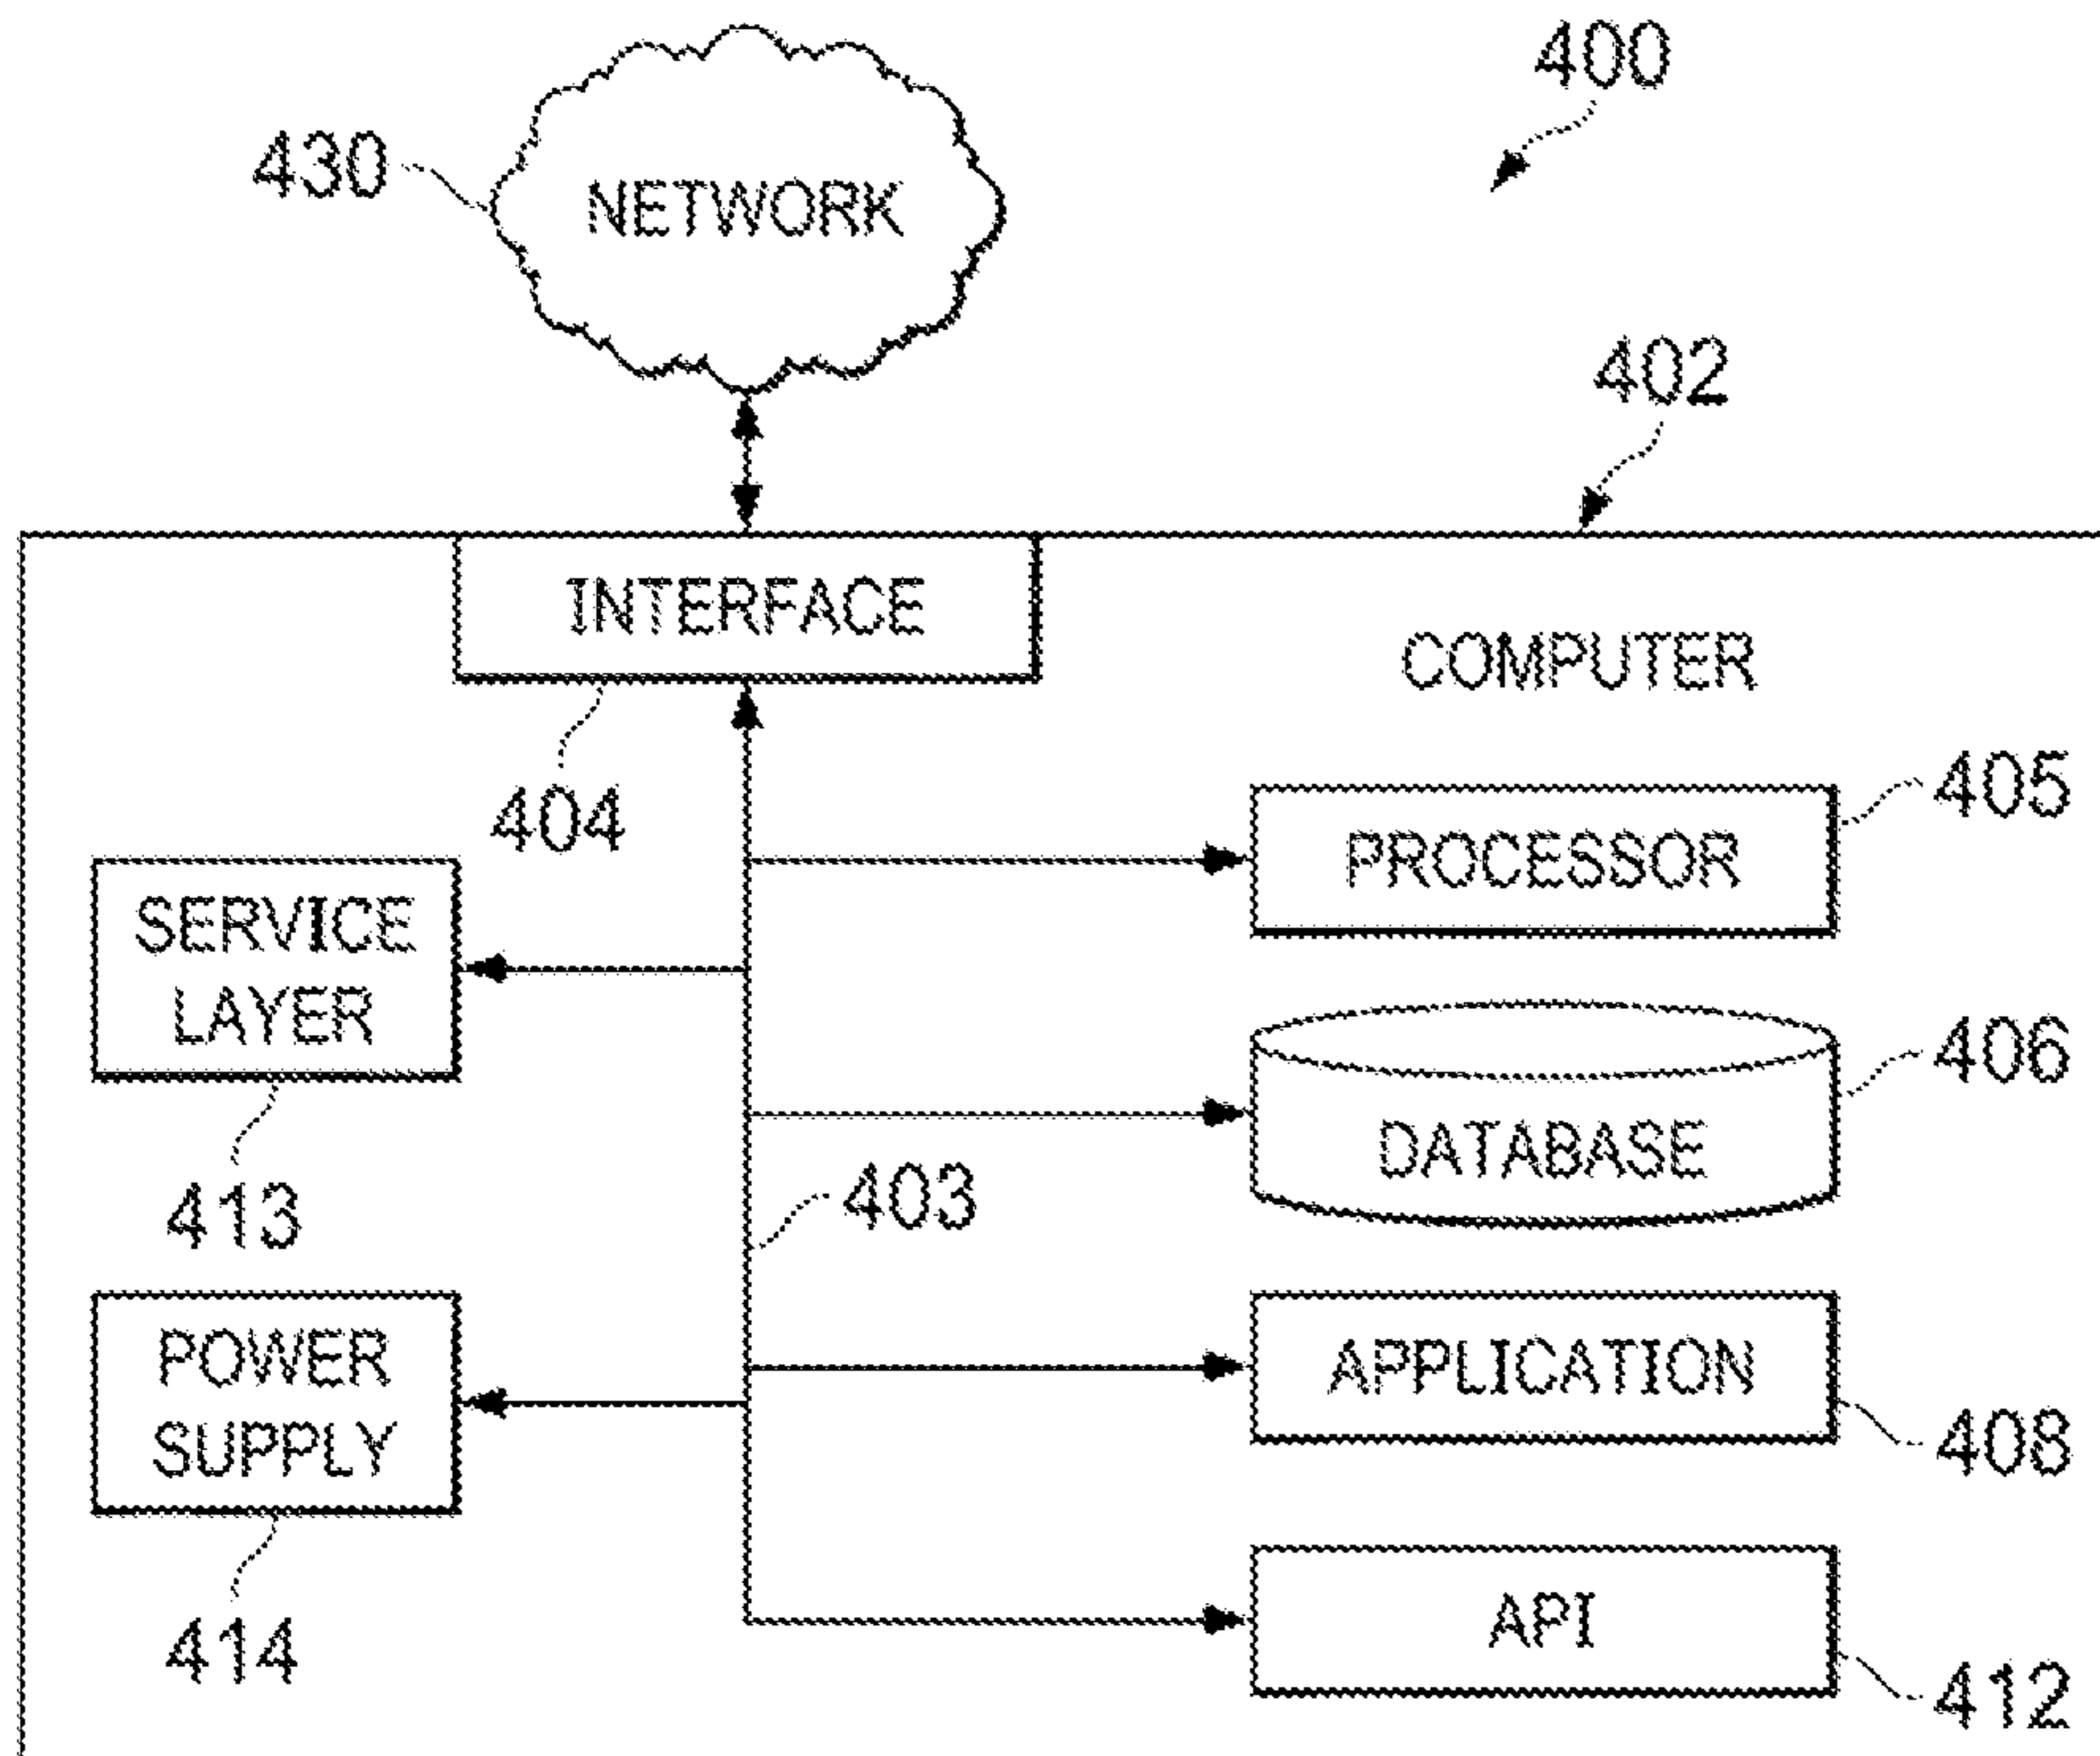 400
430
NETWORK
402
INTERFACE
COMPUTER
404
405
PROCESSOR
SERVICE
LAYER
413
406
DATABASE
403
POWER
SUPPLY
414
APPLICATION
408
API
412